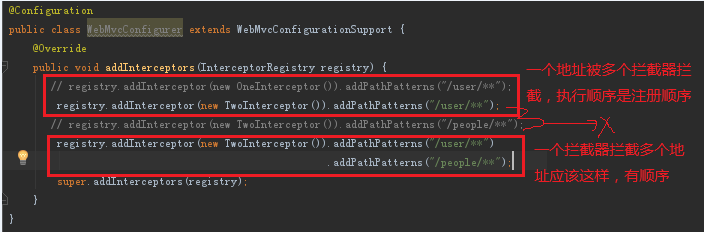 @Configuration
public class WebMvcConfigurer extends WebMvcConfigurationSupport {
@Override
public void addInterceptors(InterceptorRegistry registry) {
// registry.addInterceptor(new OneInterceptor()).addPathPatterns("/user/**");
registry.addInterceptor(new TwoInterceptor()).addPathPatterns("/user/**");
// registry.addInterceptor(new TwoInterceptor()).addPathPatterns("/people/**");
registry.addInterceptor(new TwoInterceptor()).addPathPatterns("/user/**")
.addPathPatterns("/people/**");
super.addInterceptors(registry);
}
}
一个地址被多个拦截器拦
截，执行顺序是注册顺序
一个拦截器拦截多个地
址应该这样，有顺序